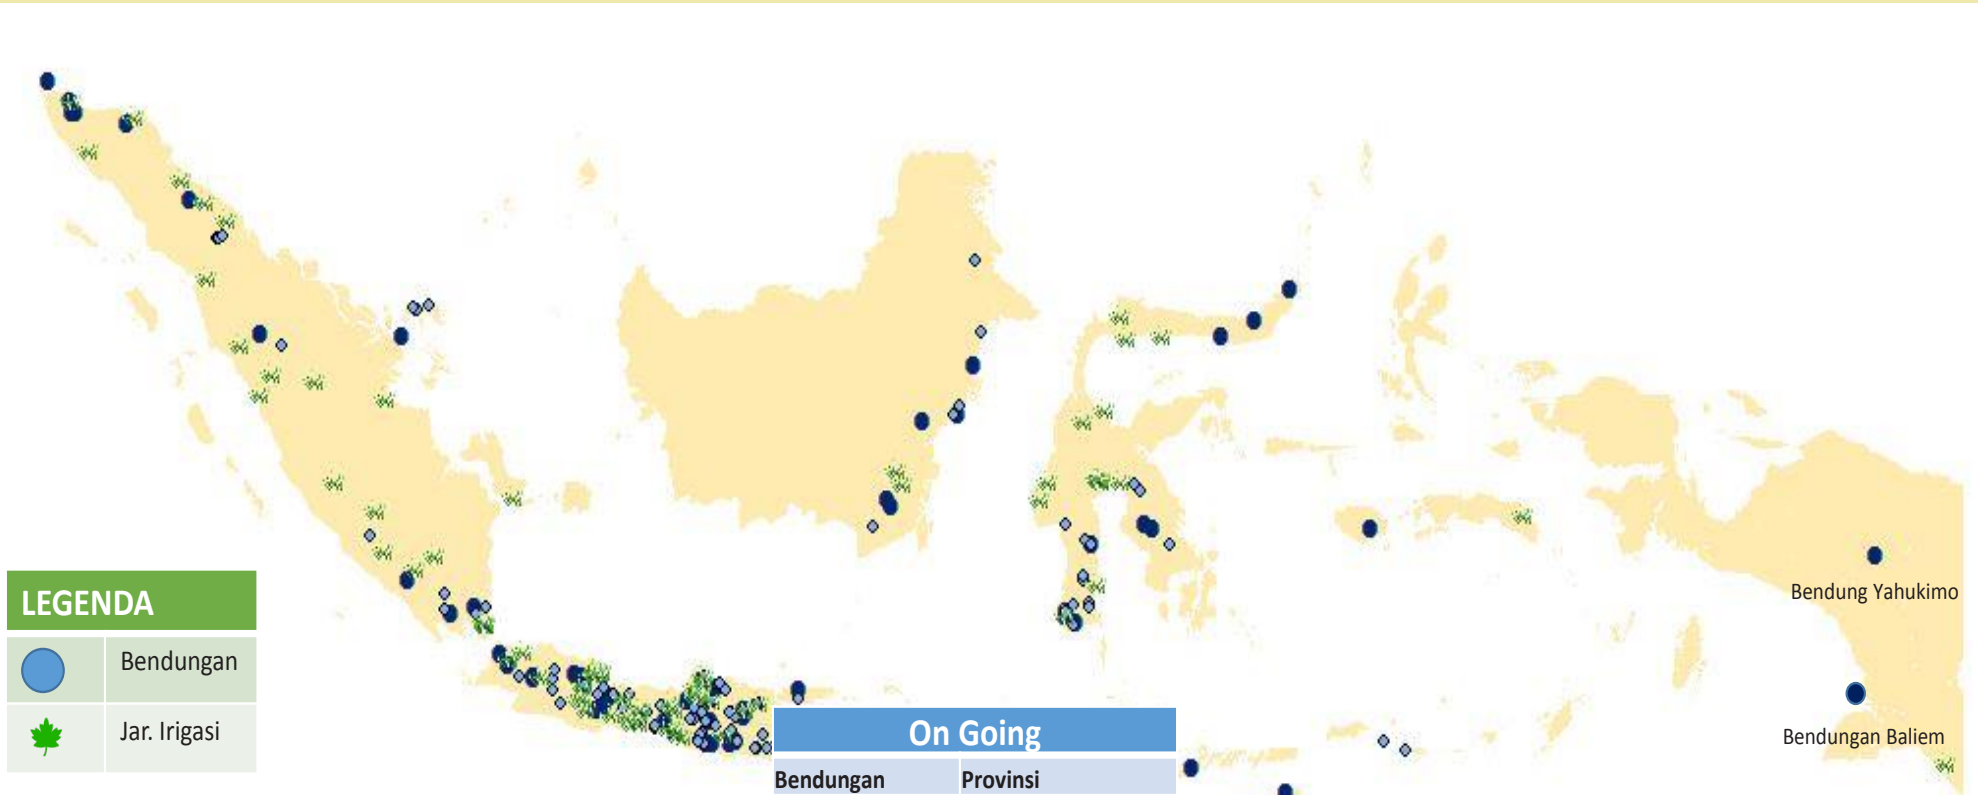 Bendung Yahukimo
LEGENDA
Bendungan
Jar. Irigasi
Bendungan Baliem
On Going
Bendungan Provinsi